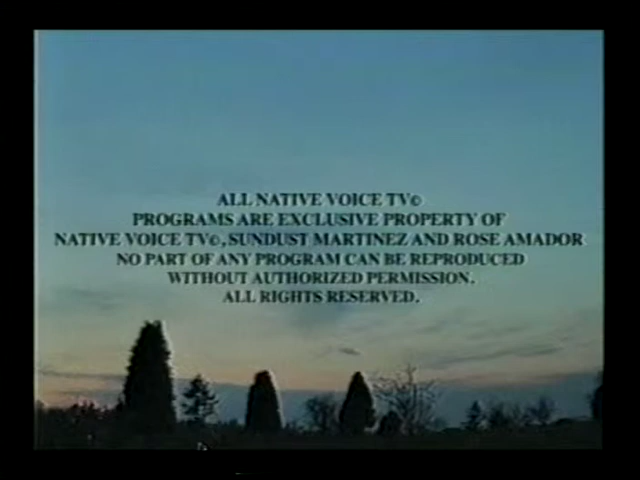 ALL NATIVE VOICE TV©
PROGRAMS ARE EXCLUSIVE PROPERTY OF
NATIVE VOICE TV©, SUNDUST MARTINEZ AND ROSE AMADOR
NO PART OF ANY PROGRAM CAN BE REPRODUCED
WITHOUT AUTHORIZED PERMISSION.
ALL RIGHTS RESERVED.